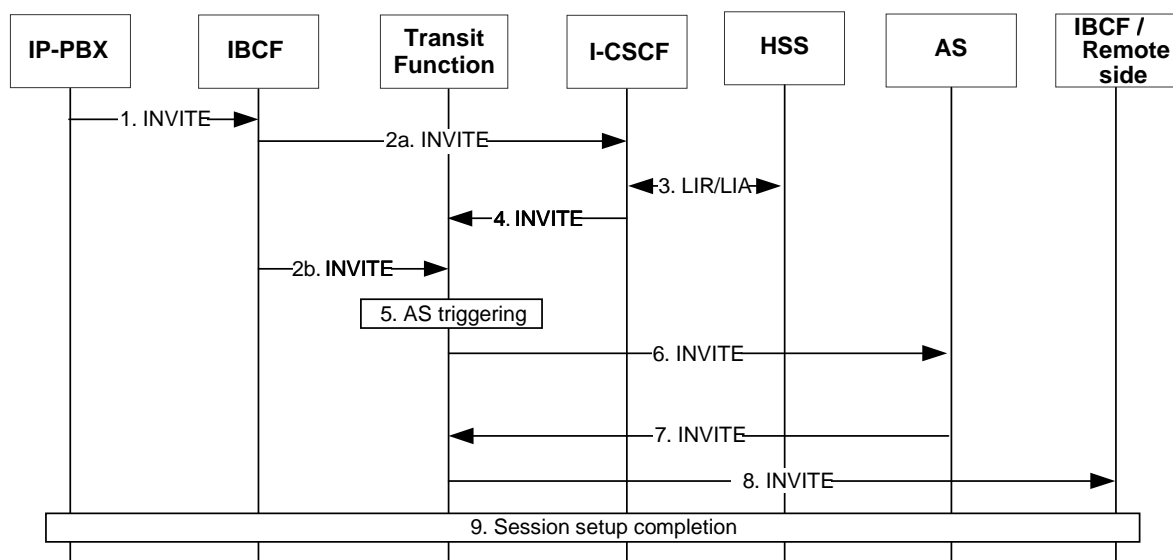 IP-PBX
IBCF
Transit
Function
I-CSCF
HSS
AS
IBCF /
Remote
side
1. INVITE
2a. INVITE
3. LIR/LIA
4. INVITE
2b. INVITE
5. AS triggering
6. INVITE
7. INVITE
8. INVITE
9. Session setup completion